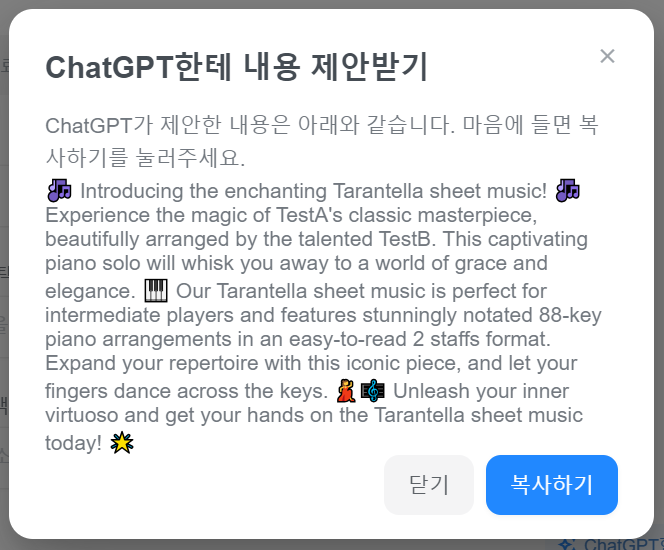 ChatGPT한테 내용 제안받기
×
ChatGPT가 제안한 내용은 아래와 같습니다. 마음에 들면 복
사하기를 눌러주세요.
🎶 Introducing the enchanting Tarantella sheet music! 🎶
Experience the magic of TestA's classic masterpiece,
beautifully arranged by the talented TestB. This captivating
piano solo will whisk you away to a world of grace and
elegance. 🎹 Our Tarantella sheet music is perfect for
intermediate players and features stunningly notated 88-key
piano arrangements in an easy-to-read 2 staffs format.
Expand your repertoire with this iconic piece, and let your
fingers dance across the keys. 💃🎼 Unleash your inner
virtuoso and get your hands on the Tarantella sheet music
today! 🌟
닫기
복사하기
ChatGPT